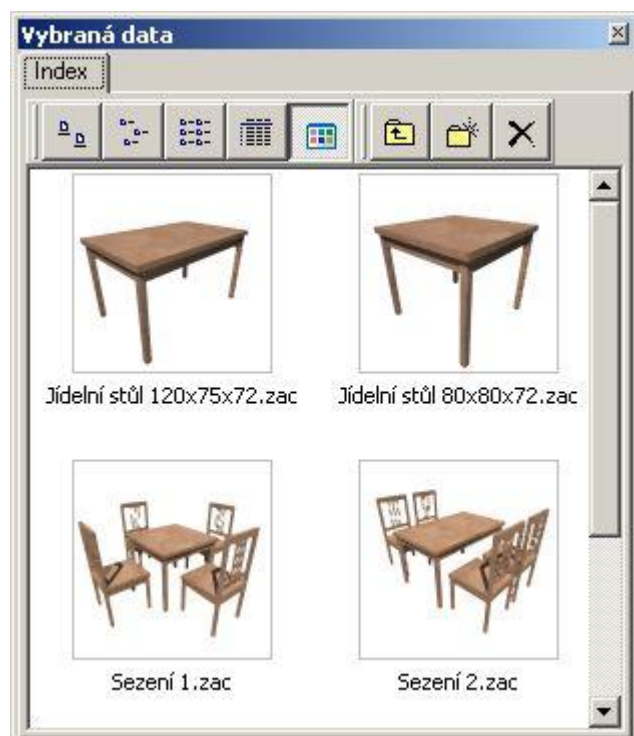 Vybraná data
Index
Jídelní stůl 120x75x72.zac
Jídelní stůl 80x80x72.zac
Sezení 1.zac
Sezení 2.zac